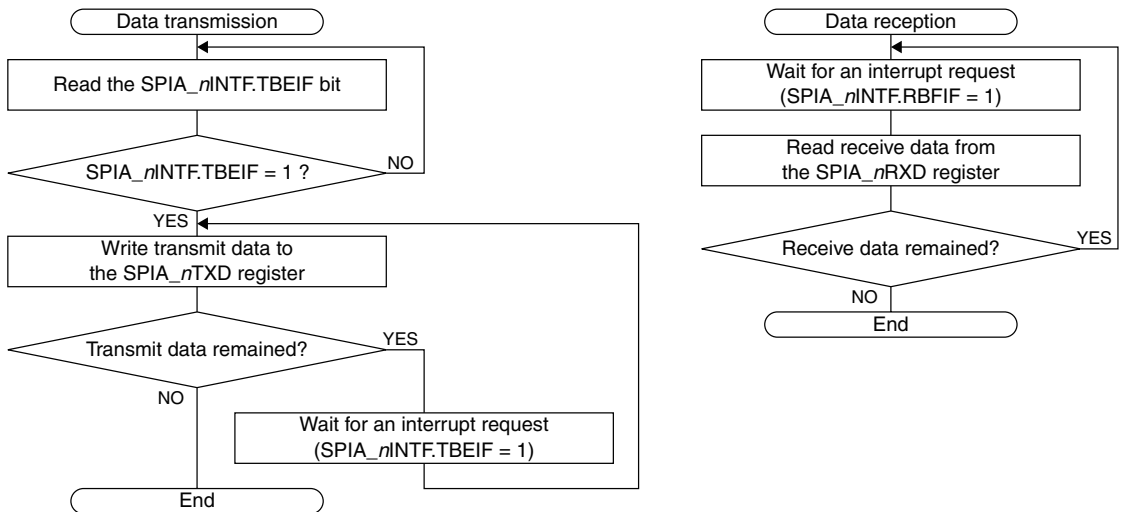 Data transmission
Read the SPIA_nINTF.TBEIF bit
SPIA_nINTF.TBEIF = 1 ?
NO
YES
Write transmit data to
the SPIA_nTXD register
Transmit data remained?
YES
NO
Wait for an interrupt request
(SPIA_nINTF.TBEIF = 1)
End
Data reception
Wait for an interrupt request
(SPIA_nINTF.RBFIF = 1)
Read receive data from
the SPIA_nRXD register
Receive data remained?
YES
NO
End